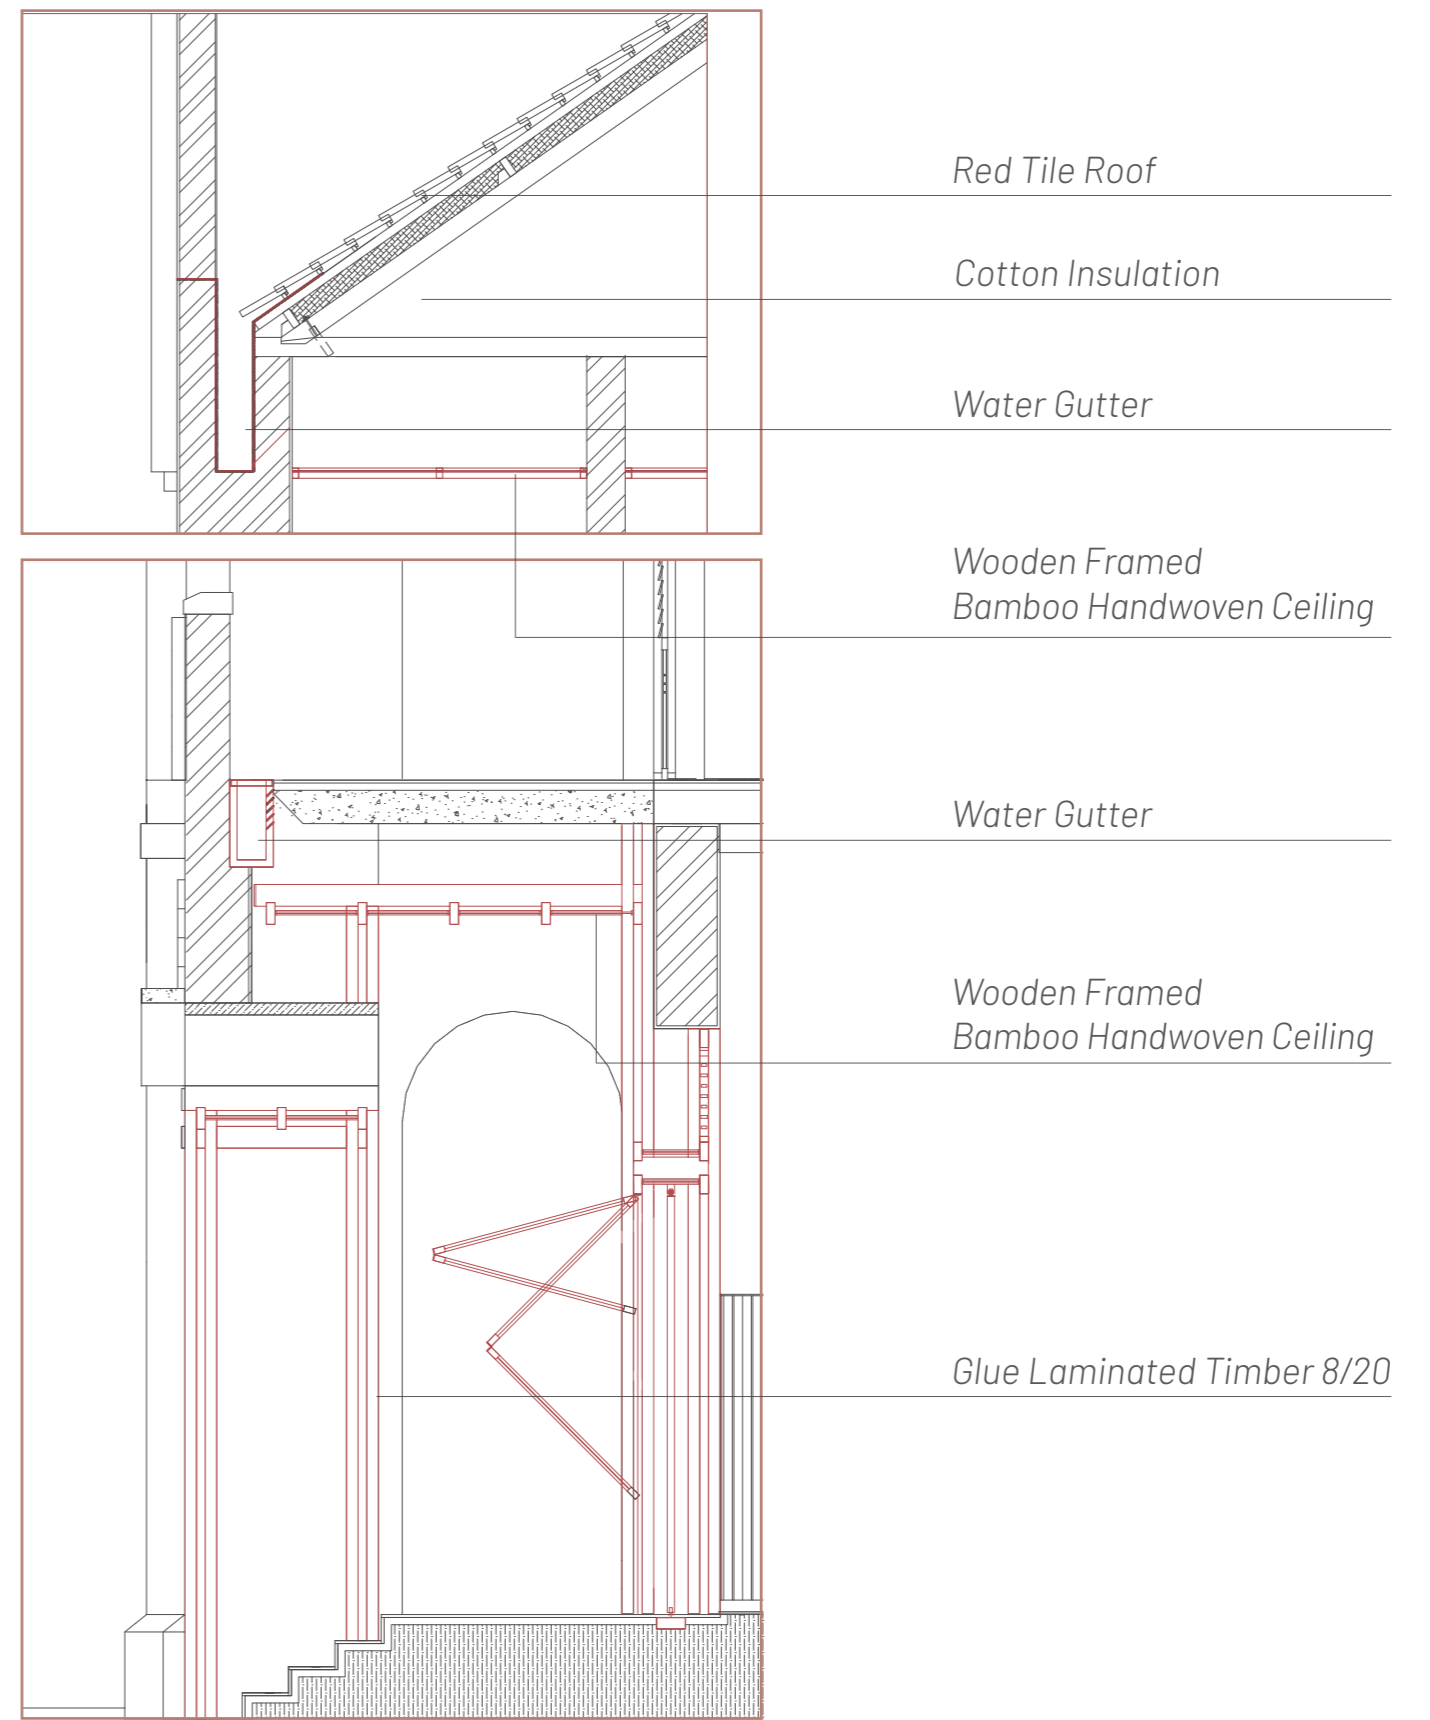 Red Tile Roof
Cotton Insulation
Water Gutter
Wooden Framed
Bamboo Handwoven Ceiling
Water Gutter
Wooden Framed
Bamboo Handwoven Ceiling
Glue Laminated Timber 8/20